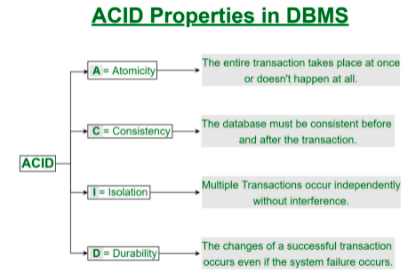 ACID Properties in DBMS
A = Atomicity
The entire transaction takes place at once
or doesn't happen at all.
C = Consistency
The database must be consistent before
and after the transaction.
ACID
I = Isolation
Multiple Transactions occur independently
without interference.
D = Durability
The changes of a successful transaction
occurs even if the system failure occurs.